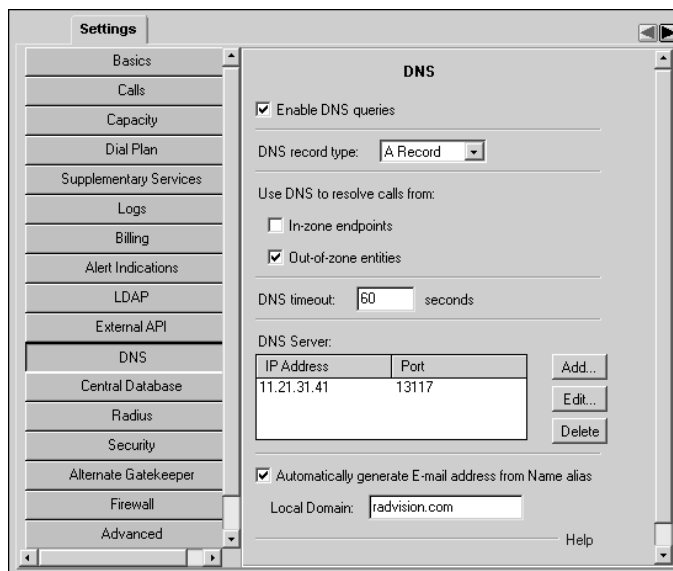 Settings
Basics
Calls
Capacity
Dial Plan
Supplementary Services
Logs
Billing
Alert Indications
LDAP
External API
DNS
Central Database
Radius
Security
Alternate Gatekeeper
Firewall
Advanced
DNS
Enable DNS queries
DNS record type: A Record
Use DNS to resolve calls from:
In-zone endpoints
Out-of-zone entities
DNS timeout: 60 seconds
DNS Server:
IP Address Port
11.21.31.41 13117
Add...
Edit...
Delete
Automatically generate E-mail address from Name alias
Local Domain: radvision.com
Help